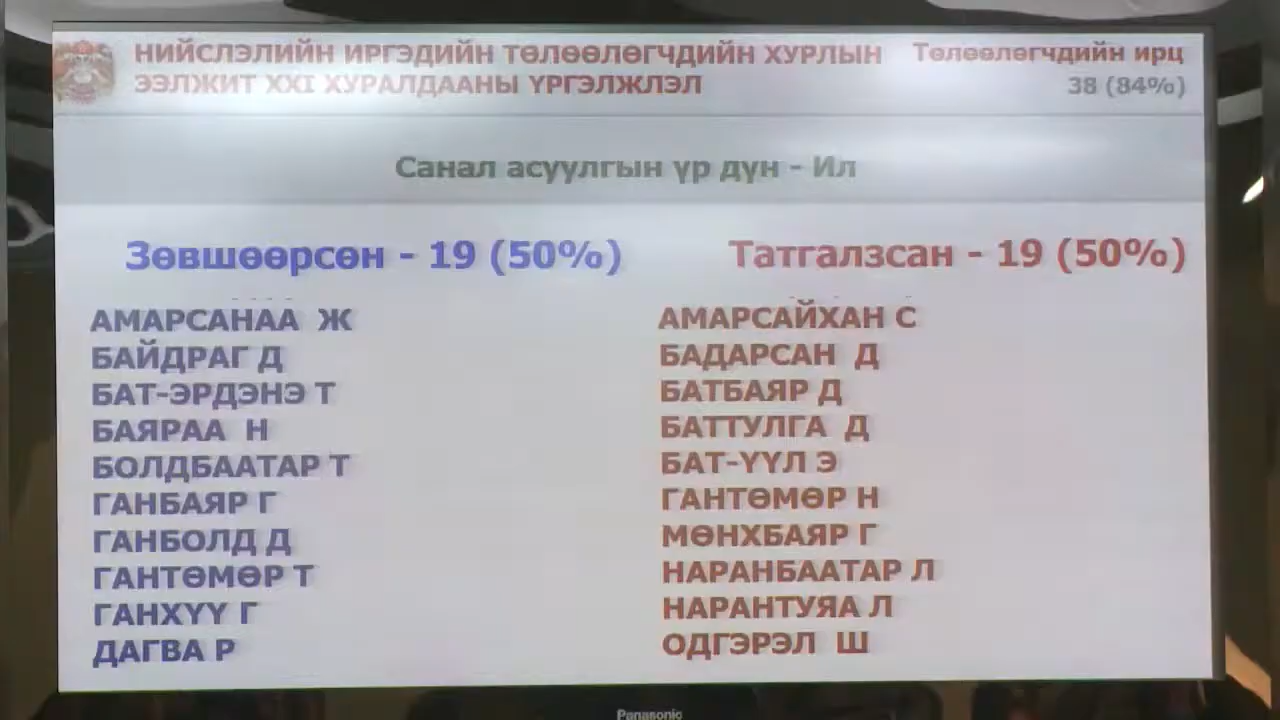 НИЙСЛЭЛИЙН ИРГЭДИЙН ТӨЛӨӨЛӨГЧДИЙН ХУРЛЫН
ЭЭЛЖИТ XXI ХУРАЛДААНЫ ҮРГЭЛЖЛЭЛ
Төлөөлөгчдийн ирц
38 (84%)
Санал асуулгын үр дүн - Ил
Зөвшөөрсөн - 19 (50%)
АМАРСАНАА Ж
БАЙДРАГ Д
БАТ-ЭРДЭНЭ Т
БАЯРАА Н
БОЛДБААТАР Т
ГАНБАЯР Г
ГАНБОЛД Д
ГАНТӨМӨР Т
ГАНХҮҮ Г
ДАГВА Р
Татгалзсан - 19 (50%)
АМАРСАЙХАН С
БАДАРСАН Д
БАТБАЯР Д
БАТТУЛГА Д
БАТ-ҮҮЛ Э
ГАНТӨМӨР Н
МӨНХБАЯР Г
НАРАНБААТАР Л
НАРАНТУЯА Л
ОДГЭРЭЛ Ш
Panasonic